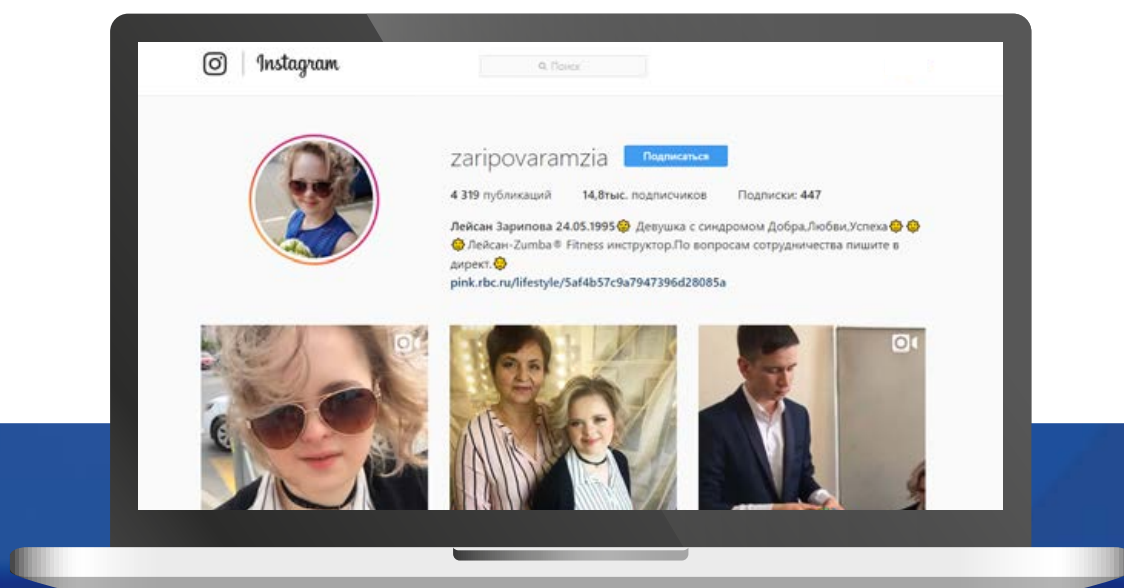 Instagram
Поиск
zaripovaramzia Подписаться
4 319 публикаций 14,8тыс. подписчиков Подписки: 447
Лейсан Зарипова 24.05.1995 Девушка с синдромом Добра,Любви,Успеха
Лейсан-Zumba® Fitness инструктор.По вопросам сотрудничества пишите в
директ.
pink.rbc.ru/lifestyle/5af4b57c9a7947396d28085a